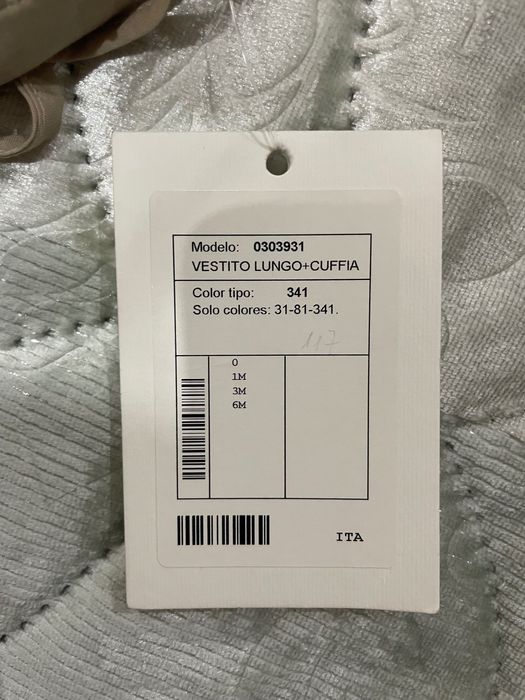 Modelo: 0303931
VESTITO LUNGO+CUFFIA
Color tipo: 341
Solo colores: 31-81-341.
117
0
1M
3M
6M
ITA